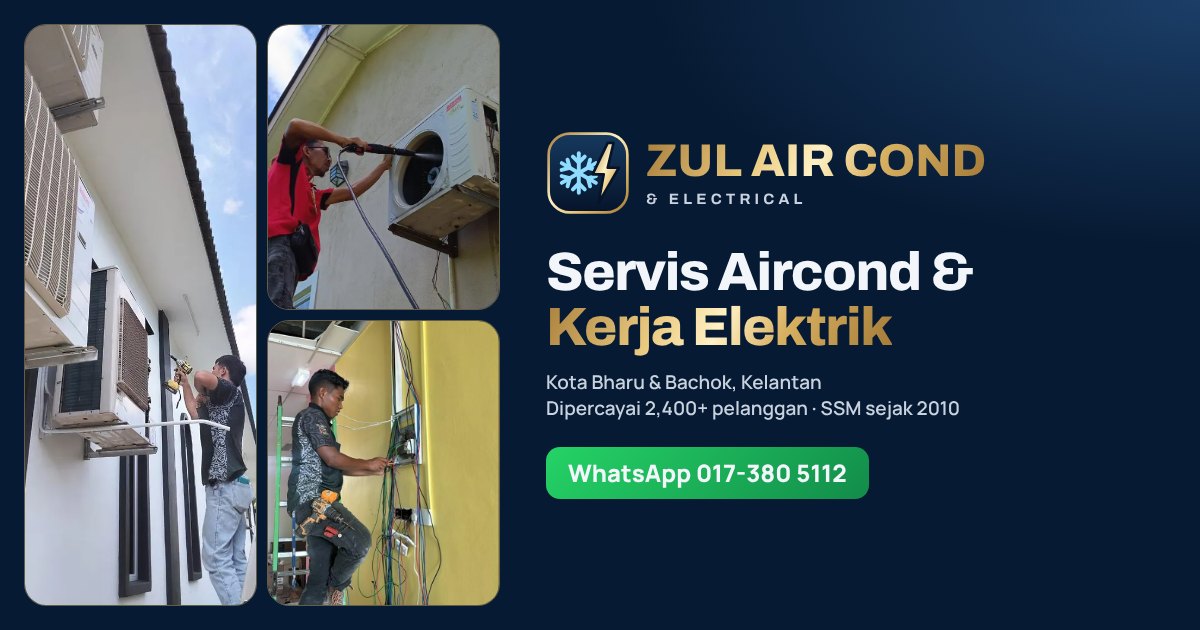 ZUL AIR COND
& ELECTRICAL
Servis Aircond &
Kerja Elektrik
Kota Bharu & Bachok, Kelantan
Dipercayai 2,400+ pelanggan · SSM sejak 2010
WhatsApp 017-380 5112